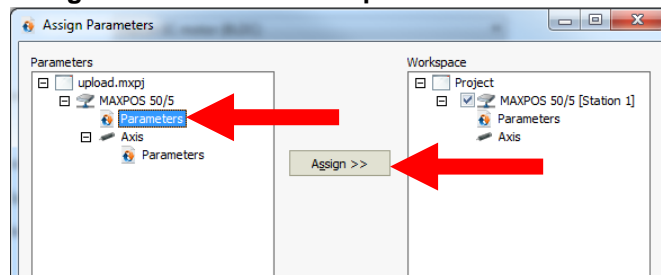 Assign Parameters
Parameters
upload.mxpj
MAXPOS 50/5
Parameters
Axis
Parameters
Assign >>
Workspace
Project
MAXPOS 50/5 [Station 1]
Parameters
Axis